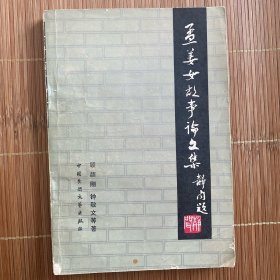 孟姜女故事论文集
静闻题
顾颉刚 钟敬文等著
中国民间文艺出版社